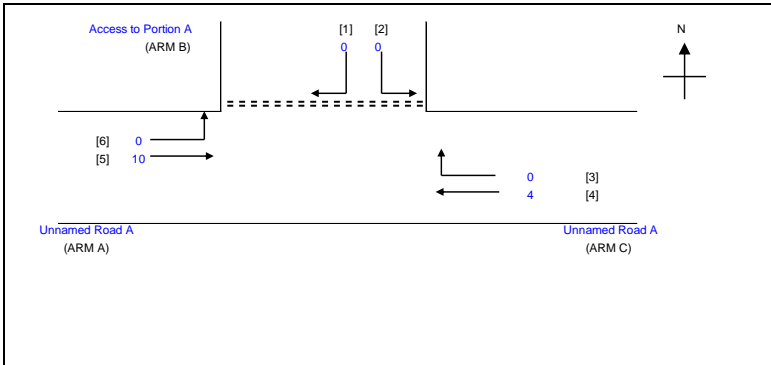 Access to Portion A [1] [2] N
(ARM B) 0 0
[6] 0
[5] 10
0 [3]
4 [4]
Unnamed Road A Unnamed Road A
(ARM A) (ARM C)